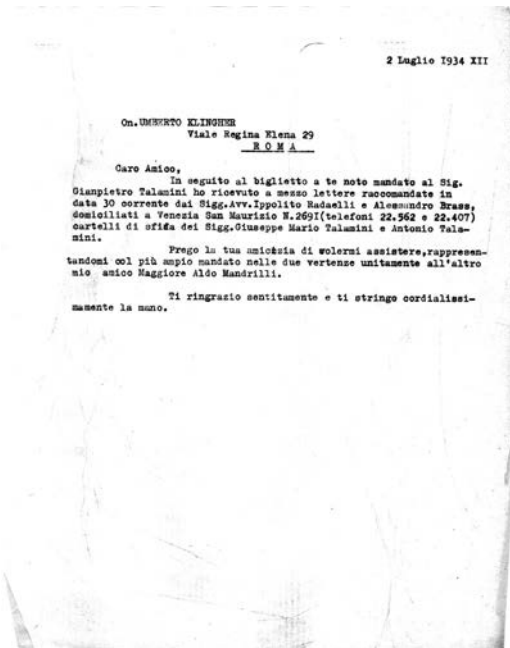 2 Luglio I934 XII
On.UMBERTO KLINGHER
Viale Regina Elena 29
R O M A
Caro Amico,
In seguito al biglietto a te noto mandato al Sig.
Gianpietro Talamini ho ricevuto a mezzo lettere raccomandate in
data 30 corrente dai Sigg.Avv.Ippolito Radaelli e Alessandro Brass,
domiciliati a Venezia San Maurizio N.269I(telefoni 22.562 e 22.407)
cartelli di sfida dei Sigg.Giuseppe Mario Talamini e Antonio Tala-
mini.
Prego la tua amicizia di volermi assistere,rappresen-
tandomi col più ampio mandato nelle due vertenze unitamente all'altro
mio amico Maggiore Aldo Mandrilli.
Ti ringrazio sentitamente e ti stringo cordialissi-
mamente la mano.